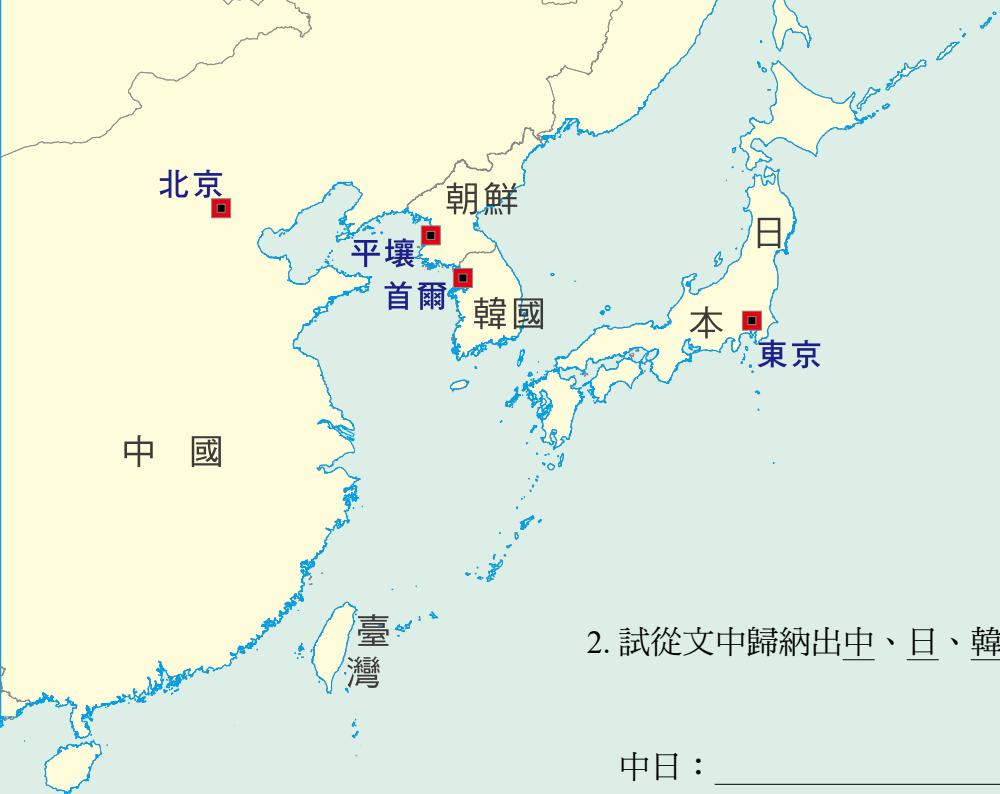 北京
朝鮮
平壤
首爾
韓國
日
本
東京
中 國
臺
灣
2. 試從文中歸納出中、日、韓
中日：